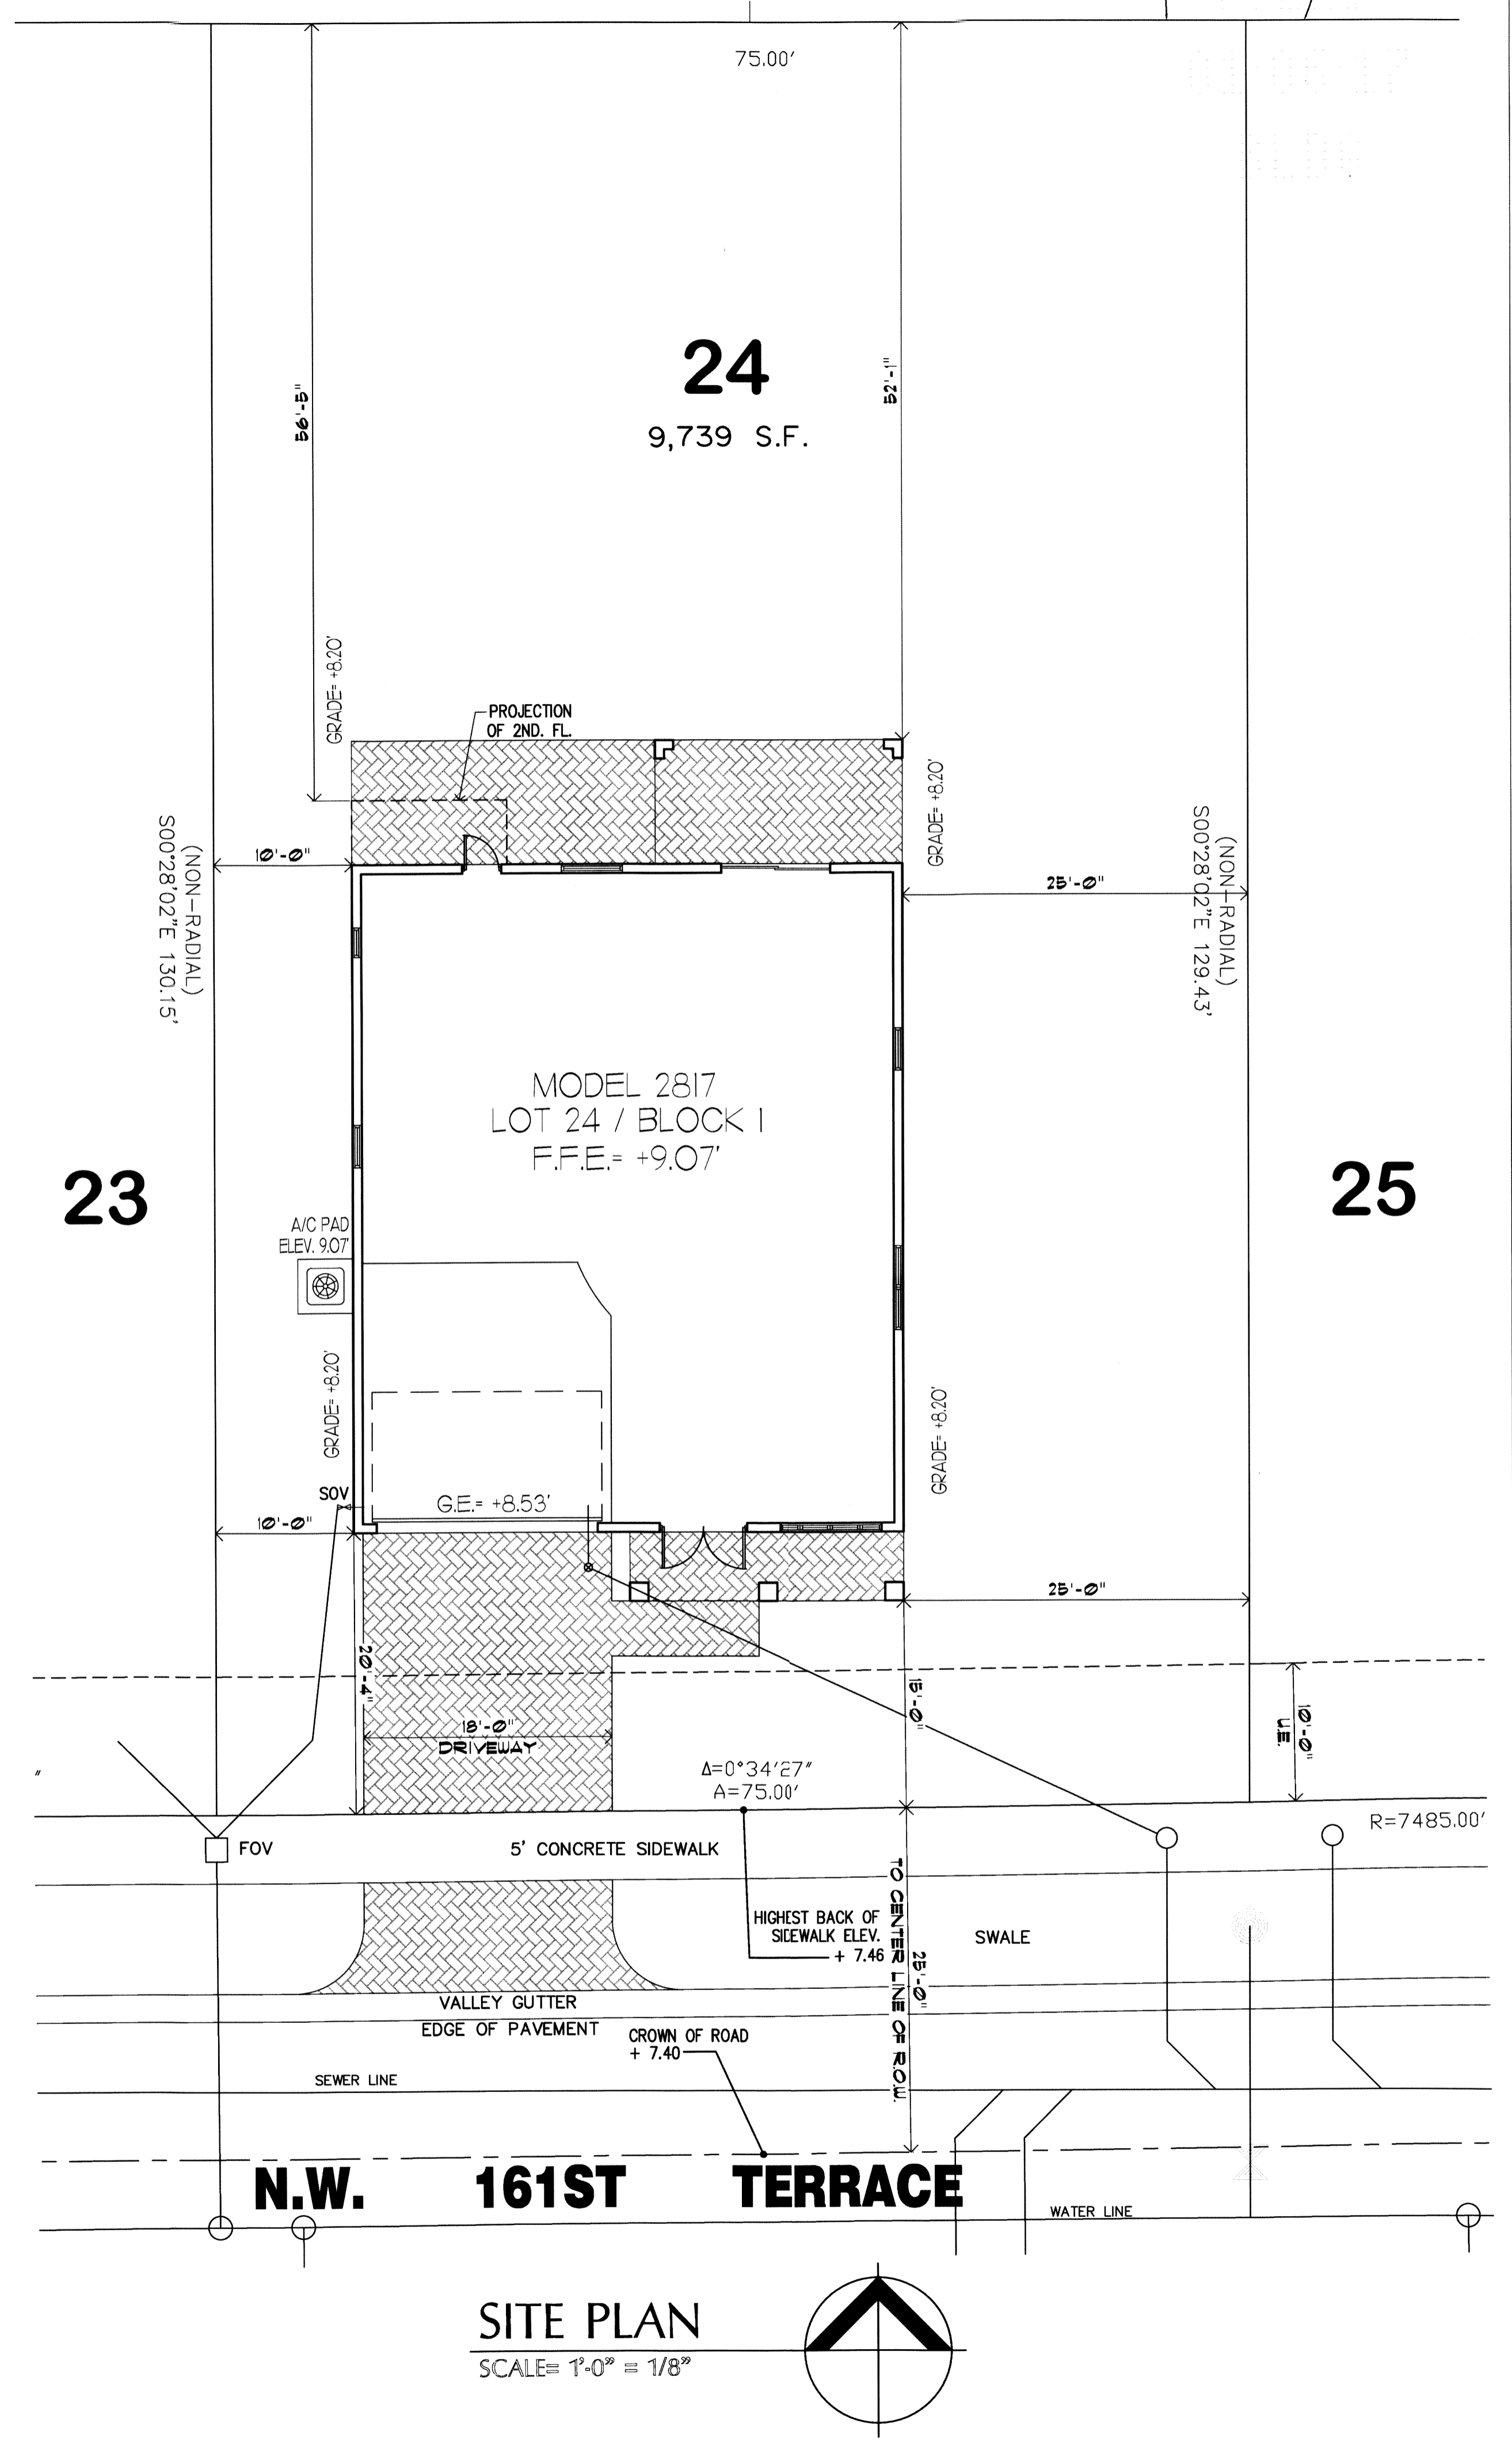 75.00'
24
9,739 S.F.
56'-5"
52'-1"
GRADE= +8.20'
PROJECTION
OF 2ND. FL.
GRADE= +8.20'
10'-0"
25'-0"
(NON-RADIAL)
S00°28'02"E 130.15'
(NON-RADIAL)
S00°28'02"E 129.43'
MODEL 2817
LOT 24 / BLOCK 1
F.F.E.= +9.07'
23
25
A/C PAD
ELEV. 9.07'
GRADE= +8.20'
GRADE= +8.20'
SOV
G.E.= +8.53'
10'-0"
25'-0"
20'-4"
15'-0"
10'-0"
U.E.
18'-0"
DRIVEWAY
Δ=0°34'27"
A=75.00'
"
R=7485.00'
FOV
5' CONCRETE SIDEWALK
HIGHEST BACK OF
SIDEWALK ELEV.
+ 7.46
TO CENTER LINE OF R.O.W.
25'-0"
SWALE
VALLEY GUTTER
EDGE OF PAVEMENT
CROWN OF ROAD
+ 7.40
SEWER LINE
N.W. 161ST TERRACE
WATER LINE
SITE PLAN
SCALE= 1'-0" = 1/8"